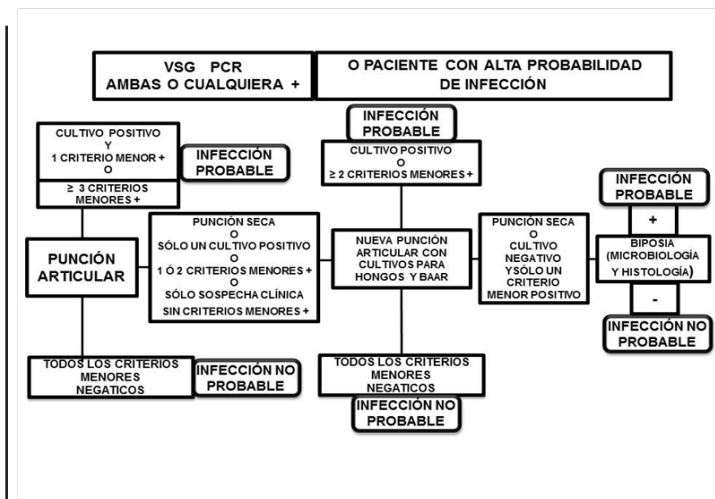 VSG PCR
AMBAS O CUALQUIERA +
O PACIENTE CON ALTA PROBABILIDAD
DE INFECCIÓN
CULTIVO POSITIVO
Y
1 CRITERIO MENOR +
O
≥ 3 CRITERIOS
MENORES +
INFECCIÓN
PROBABLE
INFECCIÓN
PROBABLE
CULTIVO POSITIVO
O
≥ 2 CRITERIOS MENORES +
PUNCIÓN
ARTICULAR
PUNCIÓN SECA
O
SÓLO UN CULTIVO POSITIVO
O
1 Ó 2 CRITERIOS MENORES +
O
SÓLO SOSPECHA CLÍNICA
SIN CRITERIOS MENORES +
NUEVA PUNCIÓN
ARTICULAR CON
CULTIVOS PARA
HONGOS Y BAAR
PUNCIÓN SECA
O
CULTIVO
NEGATIVO
YSÓLO UN
CRITERIO
MENOR POSITIVO
INFECCIÓN
PROBABLE
+
BIPOSIA
(MICROBIOLOGÍA
Y HISTOLOGÍA)
-
INFECCIÓN NO
PROBABLE
TODOS LOS CRITERIOS
MENORES
NEGATICOS
INFECCIÓN NO
PROBABLE
TODOS LOS CRITERIOS
MENORES
NEGATICOS
INFECCIÓN NO
PROBABLE